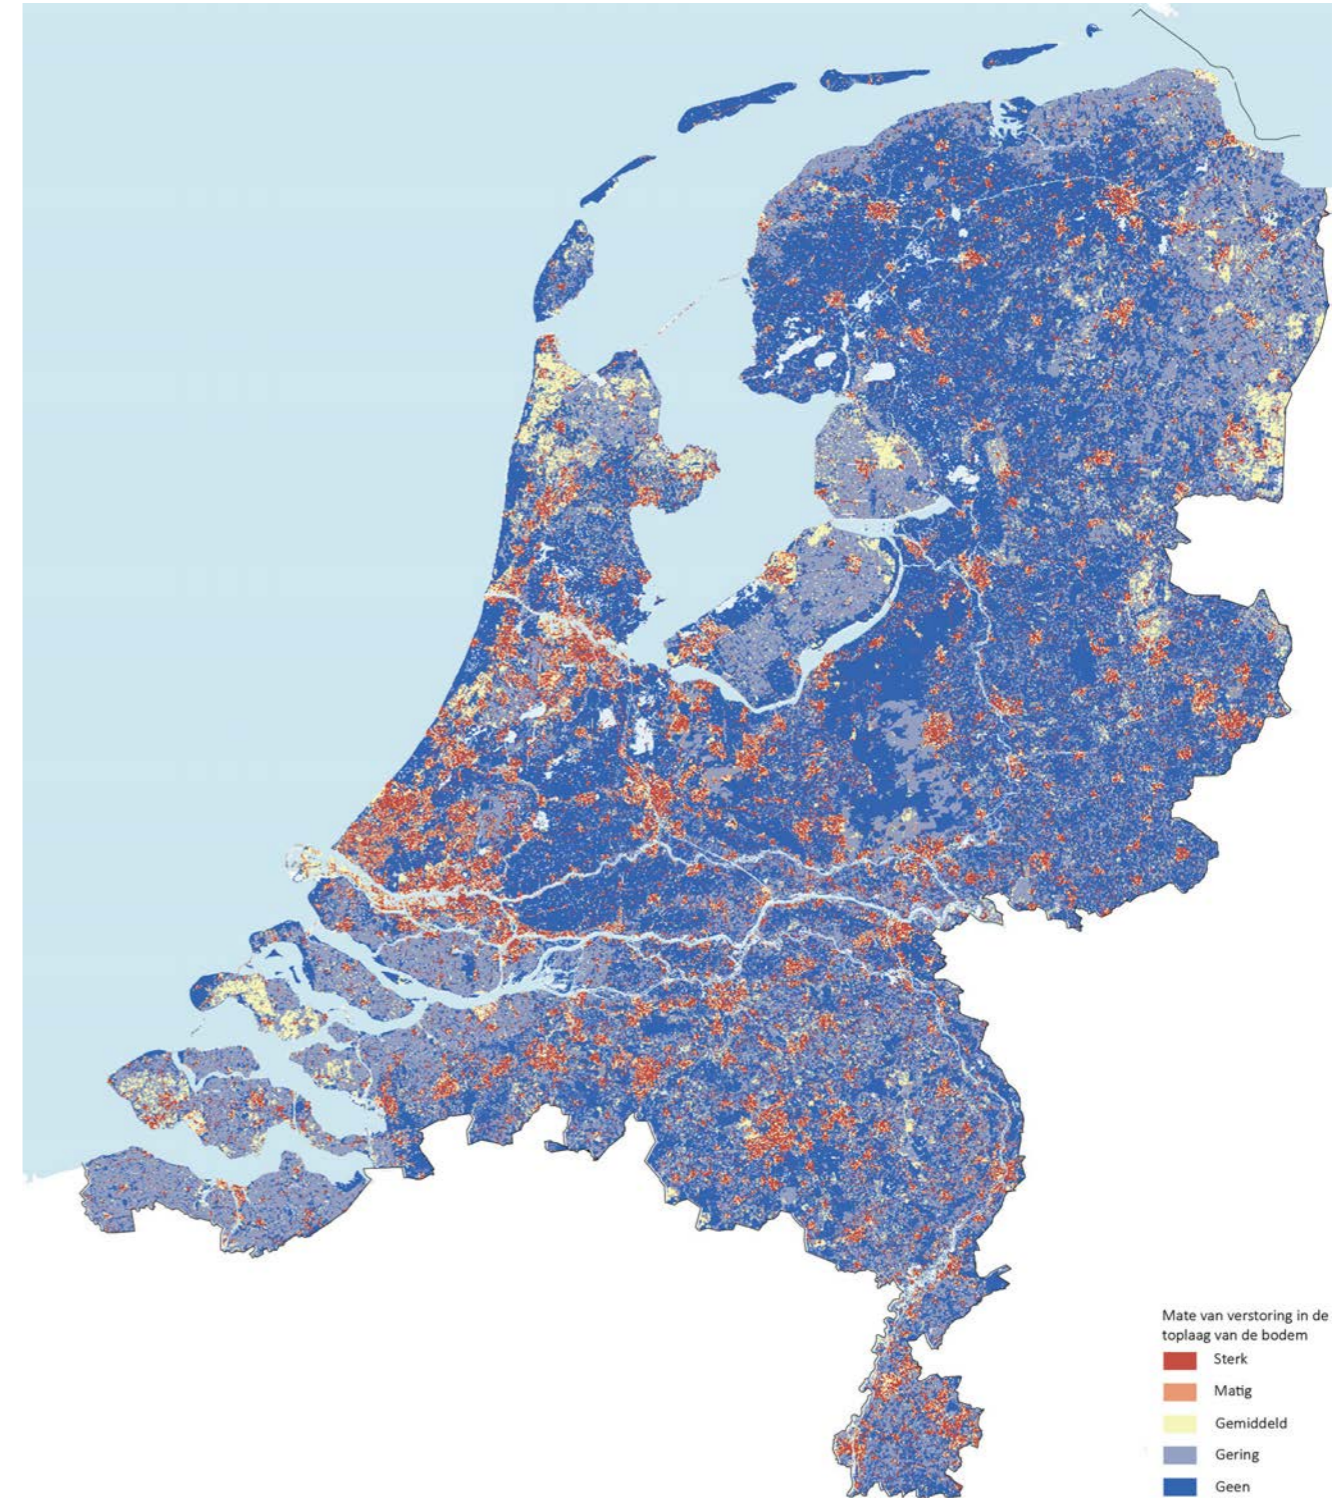 Mate van verstoring in de
toplaag van de bodem
Sterk
Matig
Gemiddeld
Gering
Geen